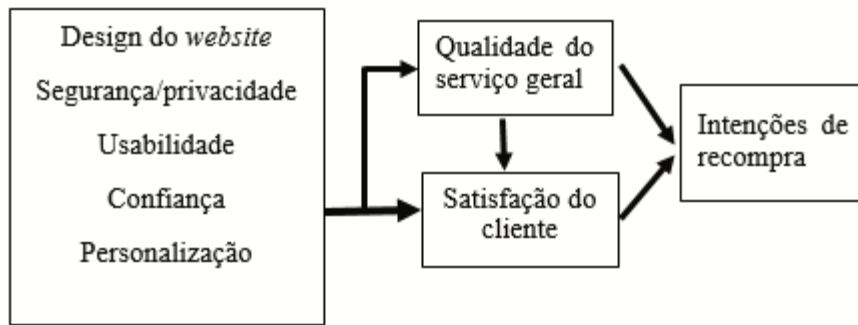 Design do website
Segurança/privacidade
Usabilidade
Confiança
Personalização
Qualidade do
serviço geral
Satisfação do
cliente
Intenções de
recompra